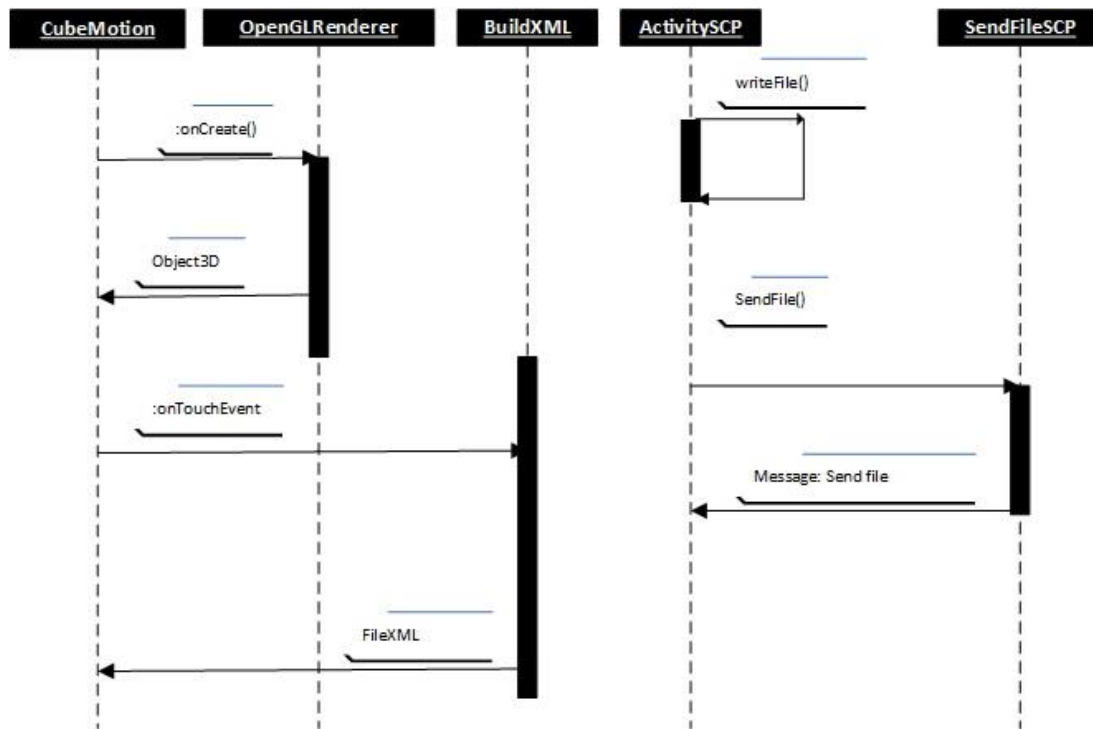 CubeMotion
OpenGLRenderer
BuildXML
ActivitySCP
SendFileSCP
writeFile()
:onCreate()
Object3D
SendFile()
:onTouchEvent
Message: Send file
FileXML